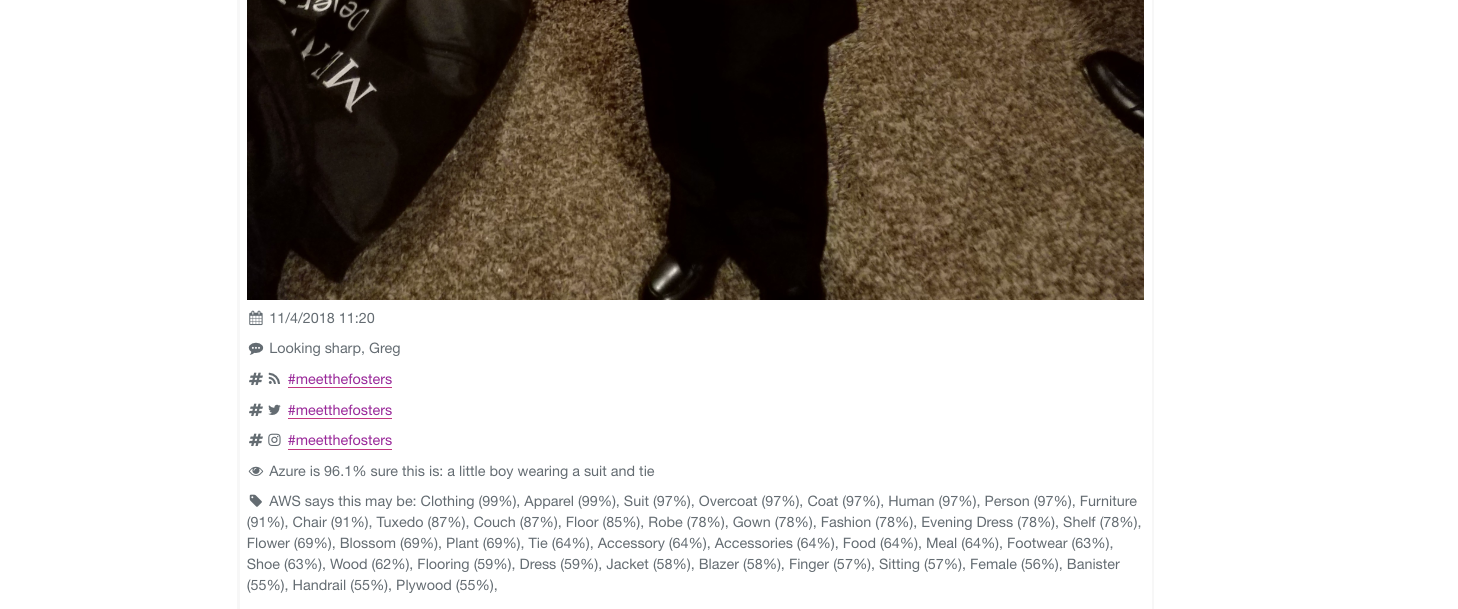 Dever
MEN
11/4/2018 11:20
Looking sharp, Greg
# #meetthefosters
# #meetthefosters
# #meetthefosters
Azure is 96.1% sure this is: a little boy wearing a suit and tie
AWS says this may be: Clothing (99%), Apparel (99%), Suit (97%), Overcoat (97%), Coat (97%), Human (97%), Person (97%), Furniture
(91%), Chair (91%), Tuxedo (87%), Couch (87%), Floor (85%), Robe (78%), Gown (78%), Fashion (78%), Evening Dress (78%), Shelf (78%),
Flower (69%), Blossom (69%), Plant (69%), Tie (64%), Accessory (64%), Accessories (64%), Food (64%), Meal (64%), Footwear (63%),
Shoe (63%), Wood (62%), Flooring (59%), Dress (59%), Jacket (58%), Blazer (58%), Finger (57%), Sitting (57%), Female (56%), Banister
(55%), Handrail (55%), Plywood (55%),